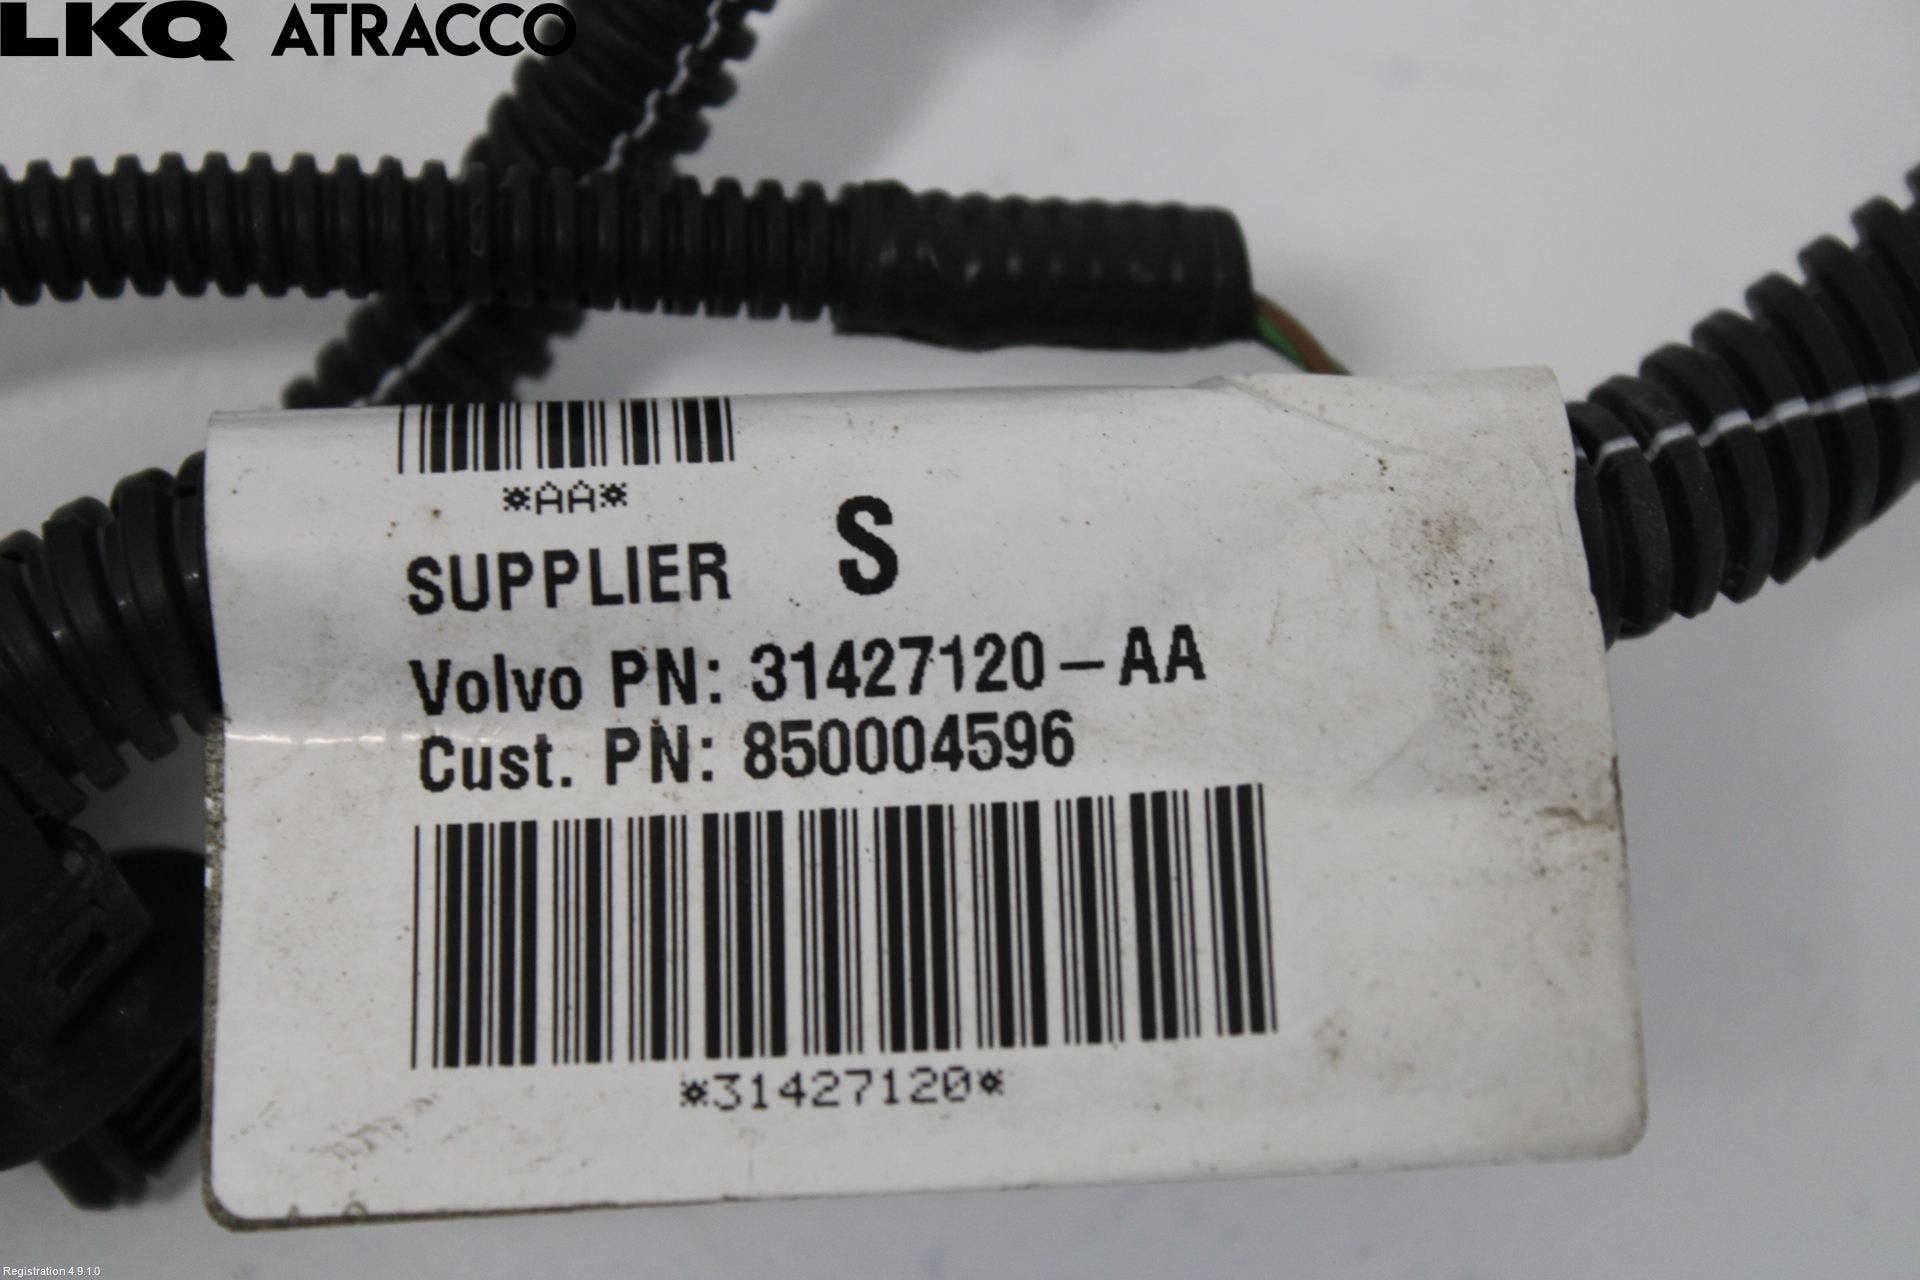 LKQ ATRACCO
*AA*
SUPPLIER S
Volvo PN: 31427120-AA
Cust. PN: 850004596
*31427120*
Registration 4.9.1.0